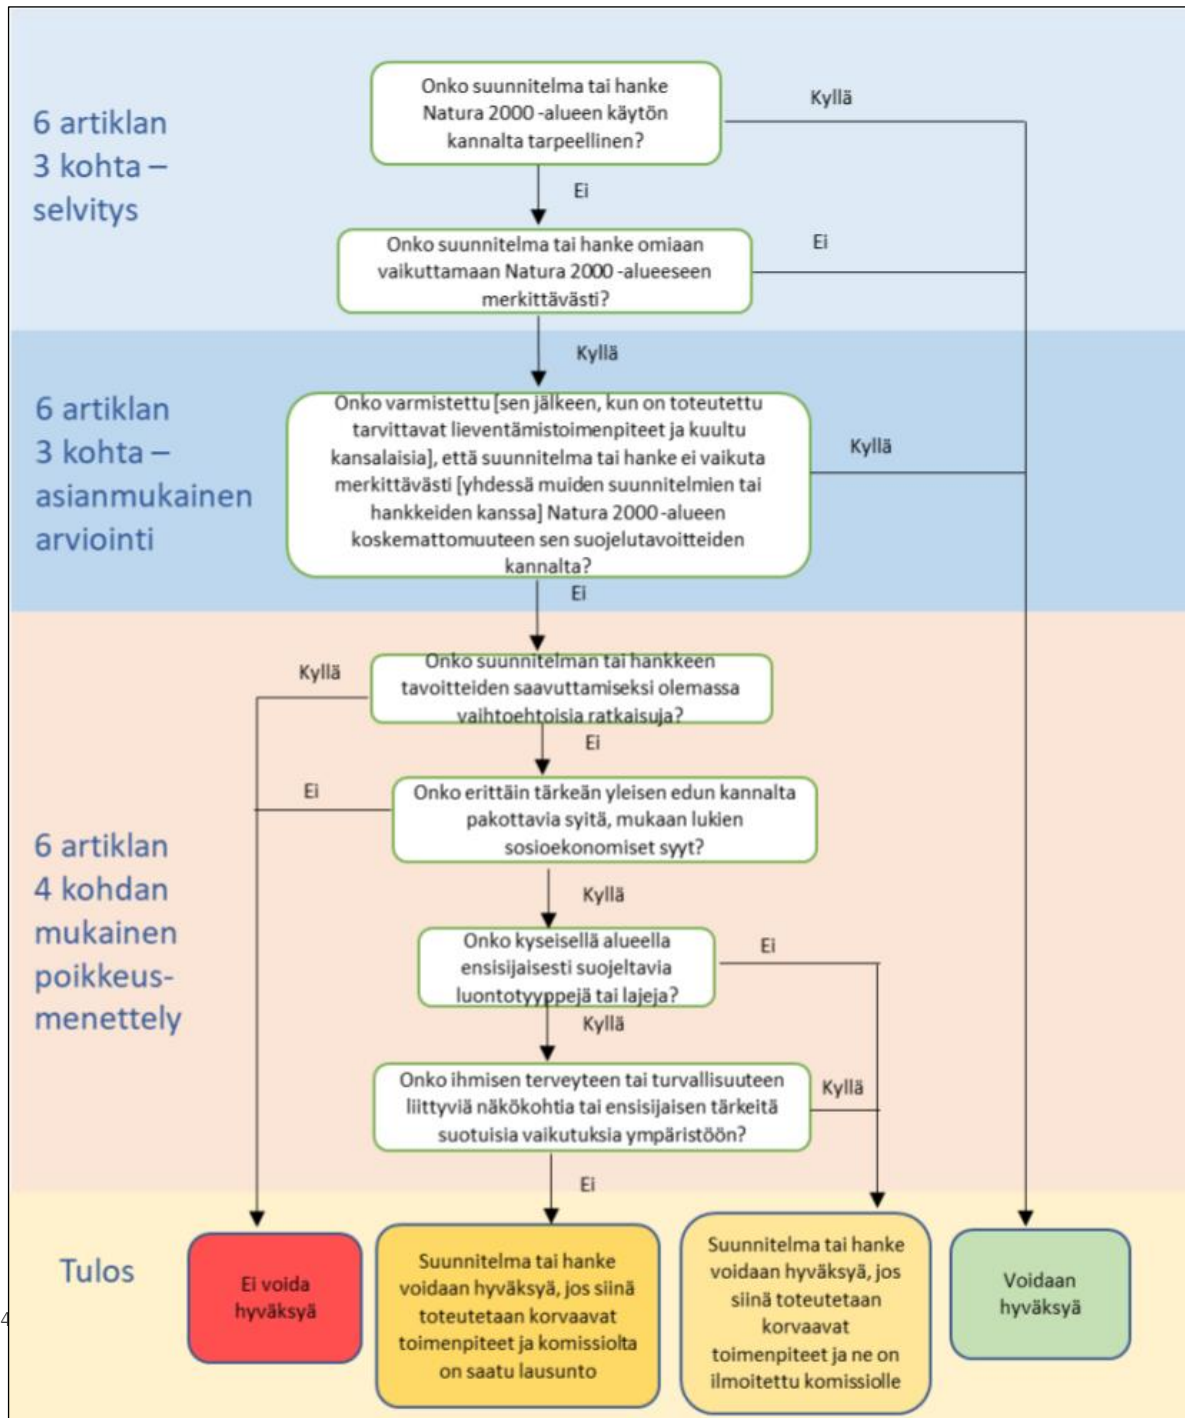 6 artiklan
3 kohta –
selvitys
Onko suunnitelma tai hanke
Natura 2000 -alueen käytön
kannalta tarpeellinen?
Kyllä
Ei
Onko suunnitelma tai hanke omiaan
vaikuttamaan Natura 2000 -alueeseen
merkittävästi?
Ei
Kyllä
6 artiklan
3 kohta –
asianmukainen
arviointi
Onko varmistettu [sen jälkeen, kun on toteutettu
tarvittavat lieventämistoimenpiteet ja kuultu
kansalaisia], että suunnitelma tai hanke ei vaikuta
merkittävästi [yhdessä muiden suunnitelmien tai
hankkeiden kanssa] Natura 2000 -alueen
koskemattomuuteen sen suojelutavoitteiden
kannalta?
Kyllä
Ei
6 artiklan
4 kohdan
mukainen
poikkeus-
menettely
Onko suunnitelman tai hankkeen
tavoitteiden saavuttamiseksi olemassa
vaihtoehtoisia ratkaisuja?
Kyllä
Ei
Onko erittäin tärkeän yleisen edun kannalta
pakottavia syitä, mukaan lukien
sosioekonomiset syyt?
Ei
Kyllä
Onko kyseisellä alueella
ensisijaisesti suojeltavia
luontotyyppejä tai lajeja?
Ei
Kyllä
Onko ihmisen terveyteen tai turvallisuuteen
liittyviä näkökohtia tai ensisijaisen tärkeitä
suotuisia vaikutuksia ympäristöön?
Kyllä
Ei
Tulos
Ei voida
hyväksyä
Suunnitelma tai hanke
voidaan hyväksyä, jos siinä
toteutetaan korvaavat
toimenpiteet ja komissiolta
on saatu lausunto
Suunnitelma tai hanke
voidaan hyväksyä, jos
siinä toteutetaan
korvaavat
toimenpiteet ja ne on
ilmoitettu komissiolle
Voidaan
hyväksyä
4